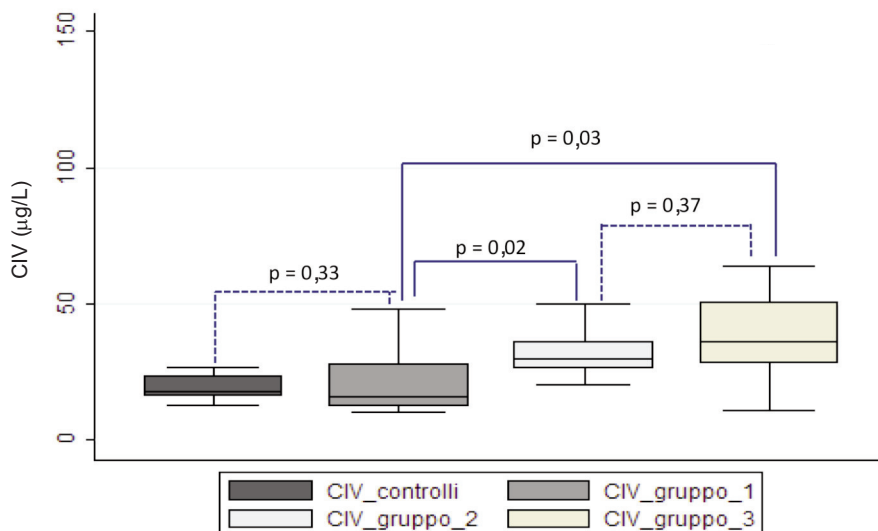 150
p = 0,03
100
p = 0,37
CIV (µg/L)
p = 0,02
p = 0,33
50
0
CIV_controlli CIV_gruppo_1
CIV_gruppo_2 CIV_gruppo_3